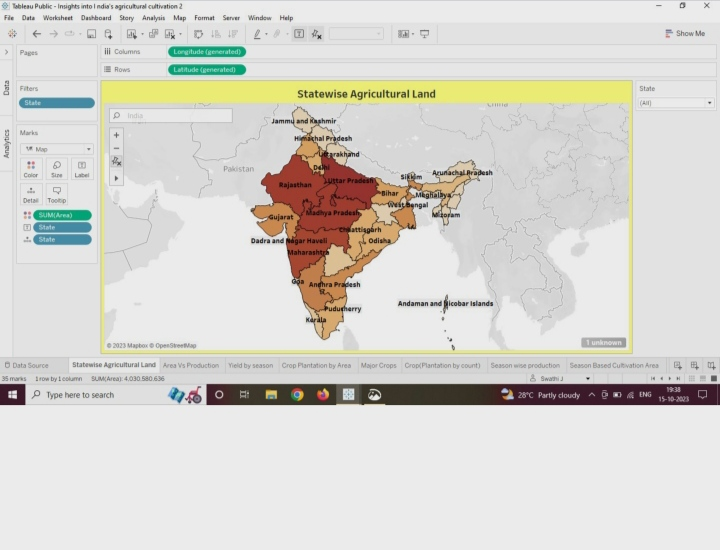 Tableau Public - Insights into I ndia's agricultural cultivation 2
File Data Worksheet Dashboard Story Analysis Map Format Server Window Help
Show Me
Pages
Columns Longitude (generated)
Rows Latitude (generated)
Data
Analytics
Filters
State
Marks
Map
Color Size Label
Detail Tooltip
SUM(Area)
State
State
Statewise Agricultural Land
State
(All)
India
China
Jammu and Kashmir
Himachal Pradesh
Uttarakhand
Pakistan
Delhi
Sikkim
Arunachal Pradesh
Rajasthan
Uttar Pradesh
Bihar
Meghalaya
West Bengal
Gujarat
Madhya Pradesh
Mizoram
Chhattisgarh
Dadra and Nagar Haveli
Odisha
Maharashtra
Goa
Andhra Pradesh
Andaman and Nicobar Islands
Puducherry
Kerala
© 2023 Mapbox © OpenStreetMap
1 unknown
Data Source Statewise Agricultural Land Area Vs Production Yield by season Crop Plantation by Area Major Crops Crop(Plantation by count) Season wise production Season Based Cultivation Area
35 marks 1 row by 1 column SUM(Area): 4,030,580,636
Swathi J
Type here to search
28°C Partly cloudy
ENG
19:38
15-10-2023